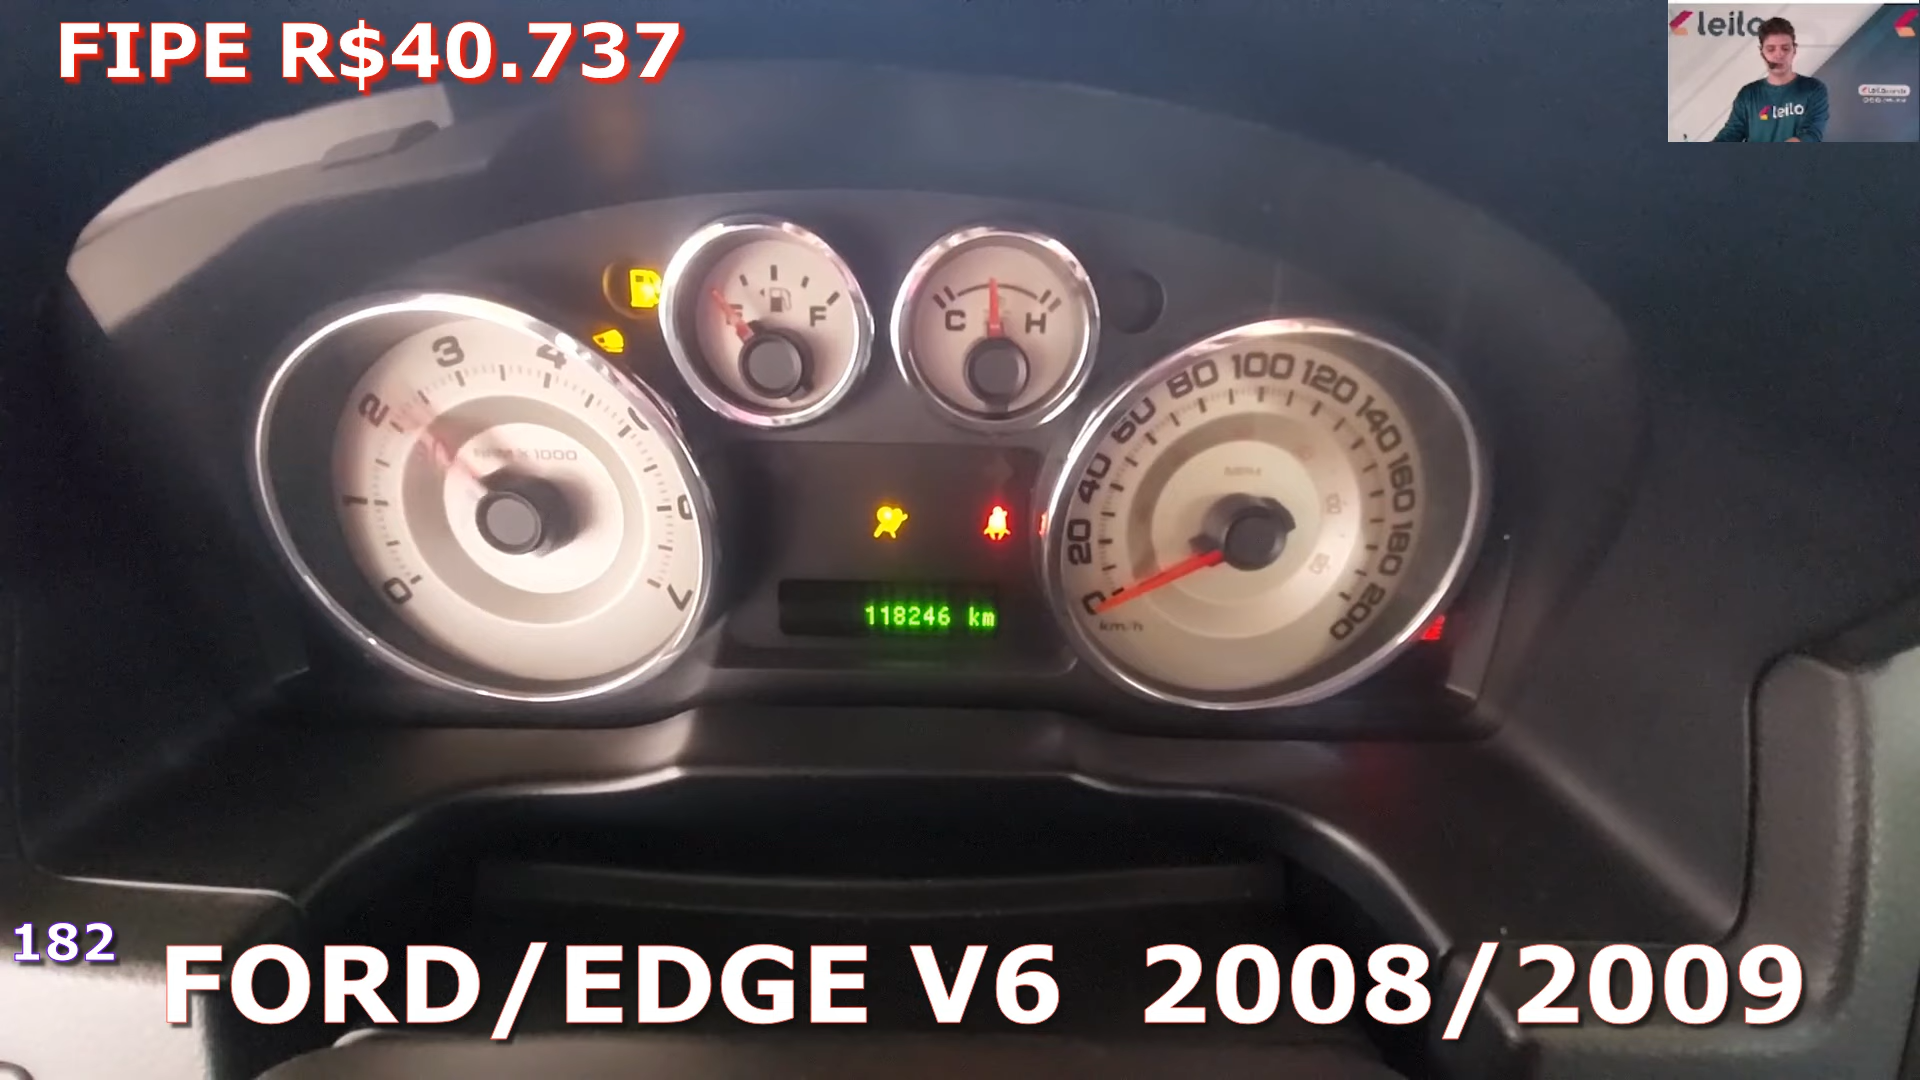 FIPE R$40.737
leilo
leilo
E F
C H
0 1 2 3 4 6 7
X 1000
0 20 40 60 80 100 120 140 160 180 200
km/h
118246 km
182
FORD/EDGE V6 2008/2009